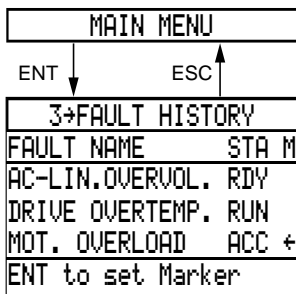 MAIN MENU
ENT ESC
3→FAULT HISTORY
FAULT NAME STA M
AC-LIN.OVERVOL. RDY
DRIVE OVERTEMP. RUN
MOT. OVERLOAD ACC ←
ENT to set Marker